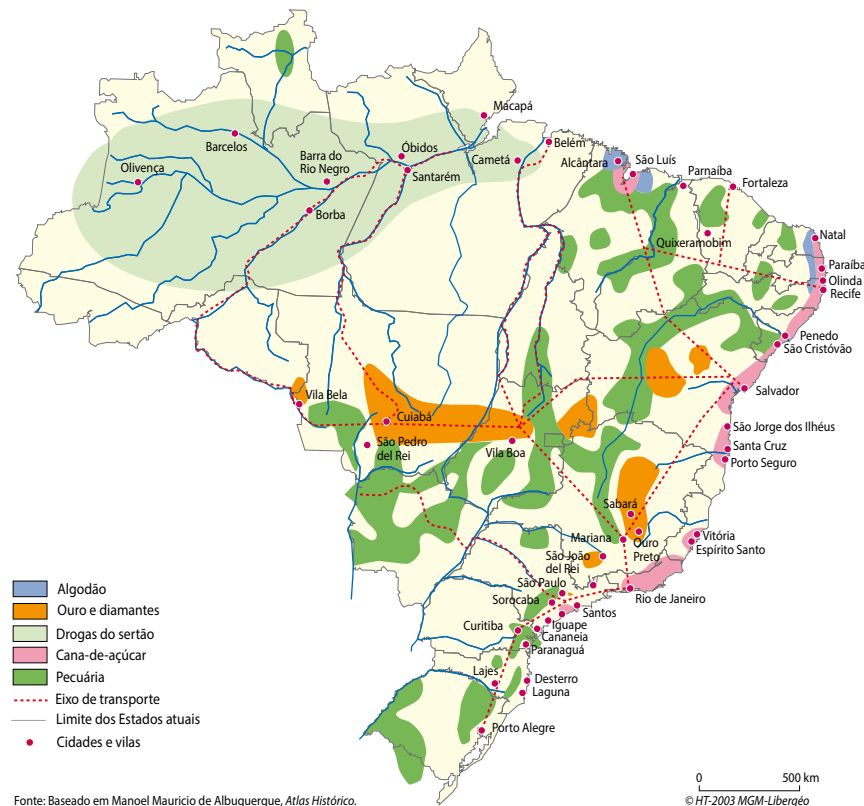 Macapá
Belém
Barcelos
Óbidos
Cametá
Alcântara
São Luís
Parnaíba
Olivença
Barra do
Rio Negro
Santarém
Fortaleza
Borba
Quixeramobim
Natal
Paraíba
Olinda
Recife
Penedo
São Cristóvão
Vila Bela
Salvador
Cuiabá
São Jorge dos Ilhéus
São Pedro
del Rei
Vila Boa
Santa Cruz
Porto Seguro
Sabará
Mariana
Ouro
Preto
Vitória
Espírito Santo
São João
del Rei
São Paulo
Sorocaba
Santos
Rio de Janeiro
Iguape
Curitiba
Cananeia
Paranaguá
Lajes
Desterro
Laguna
Porto Alegre
Algodão
Ouro e diamantes
Drogas do sertão
Cana-de-açúcar
Pecuária
Eixo de transporte
Limite dos Estados atuais
Cidades e vilas
0 500 km
Fonte: Baseado em Manoel Mauricio de Albuquerque, Atlas Histórico.
© HT-2003 MGM-Libergéo